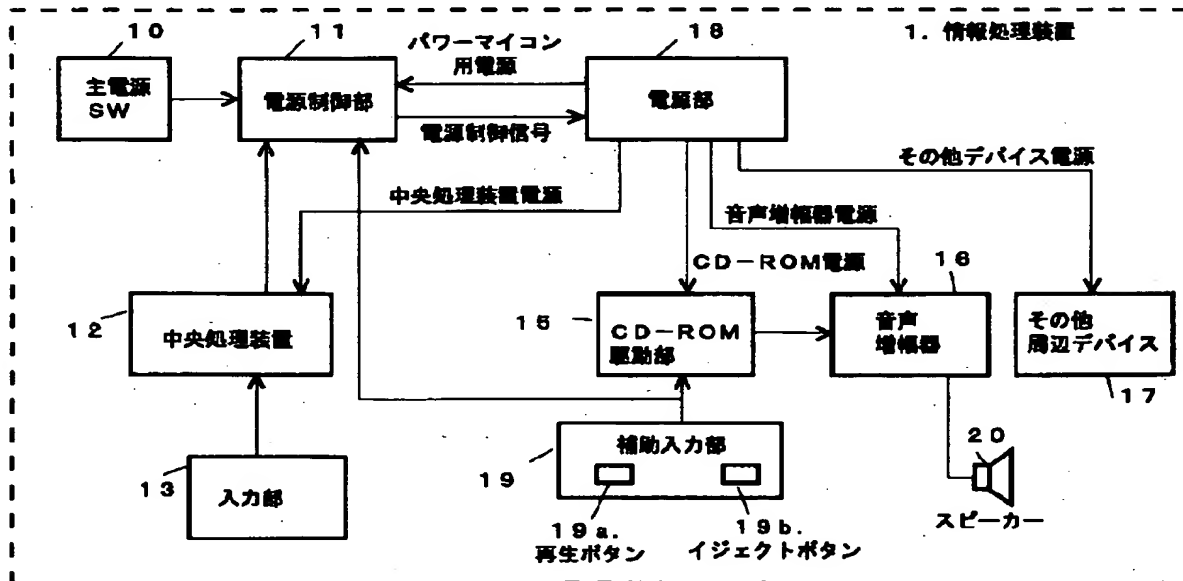 10
11
18
1. 情報処理装置
パワーマイコン
用電源
主電源
SW
電源制御部
電源部
電源制御信号
その他デバイス電源
中央処理装置電源
音声増幅器電源
CD-ROM電源
16
12
中央処理装置
15
CD-ROM
駆動部
音声
増幅器
その他
周辺デバイス
17
13
入力部
19
補助入力部
20
19a.
再生ボタン
19b.
イジェクトボタン
スピーカー